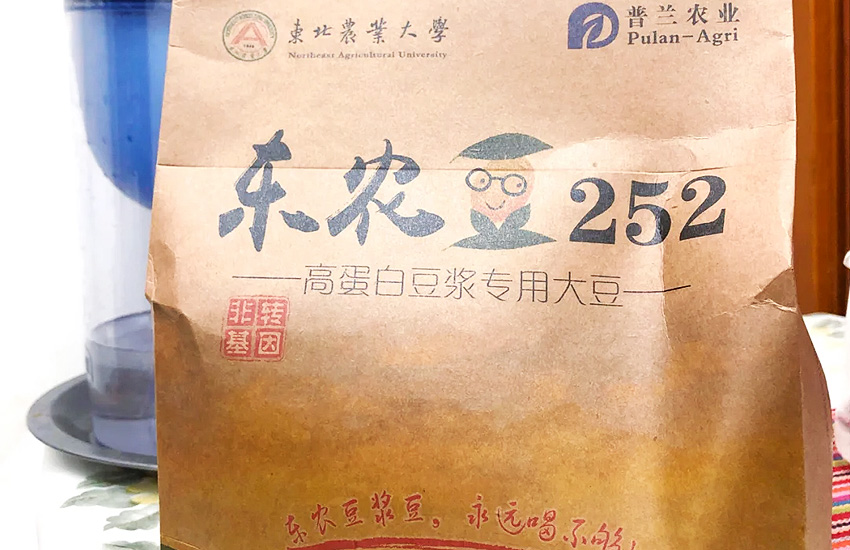 東北農業大學
Northeast Agricultural University
普兰农业
Pulan-Agri
东农豆252
高蛋白豆浆专用大豆
非转
基因
东农豆浆豆。永远喝不够！